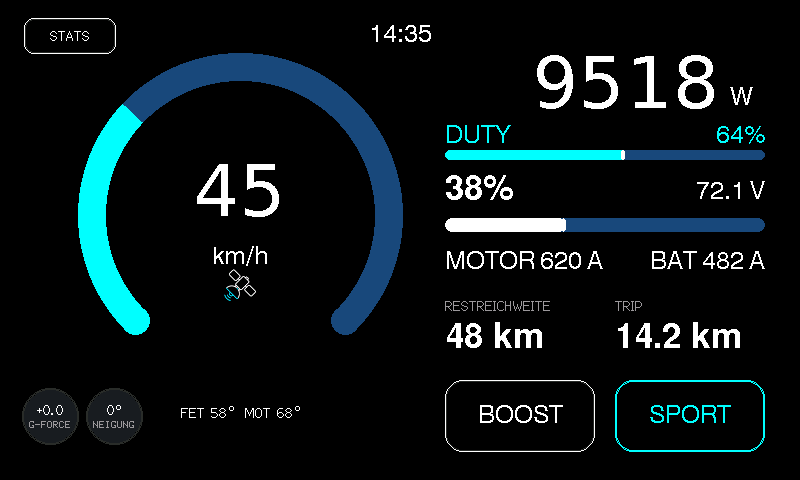 STATS
14:35
9518 W
DUTY 64%
45
km/h
38% 72.1 V
MOTOR 620 A BAT 482 A
RESTREICHWEITE TRIP
48 km 14.2 km
+0.0
G-FORCE
0°
NEIGUNG
FET 58° MOT 68°
BOOST SPORT